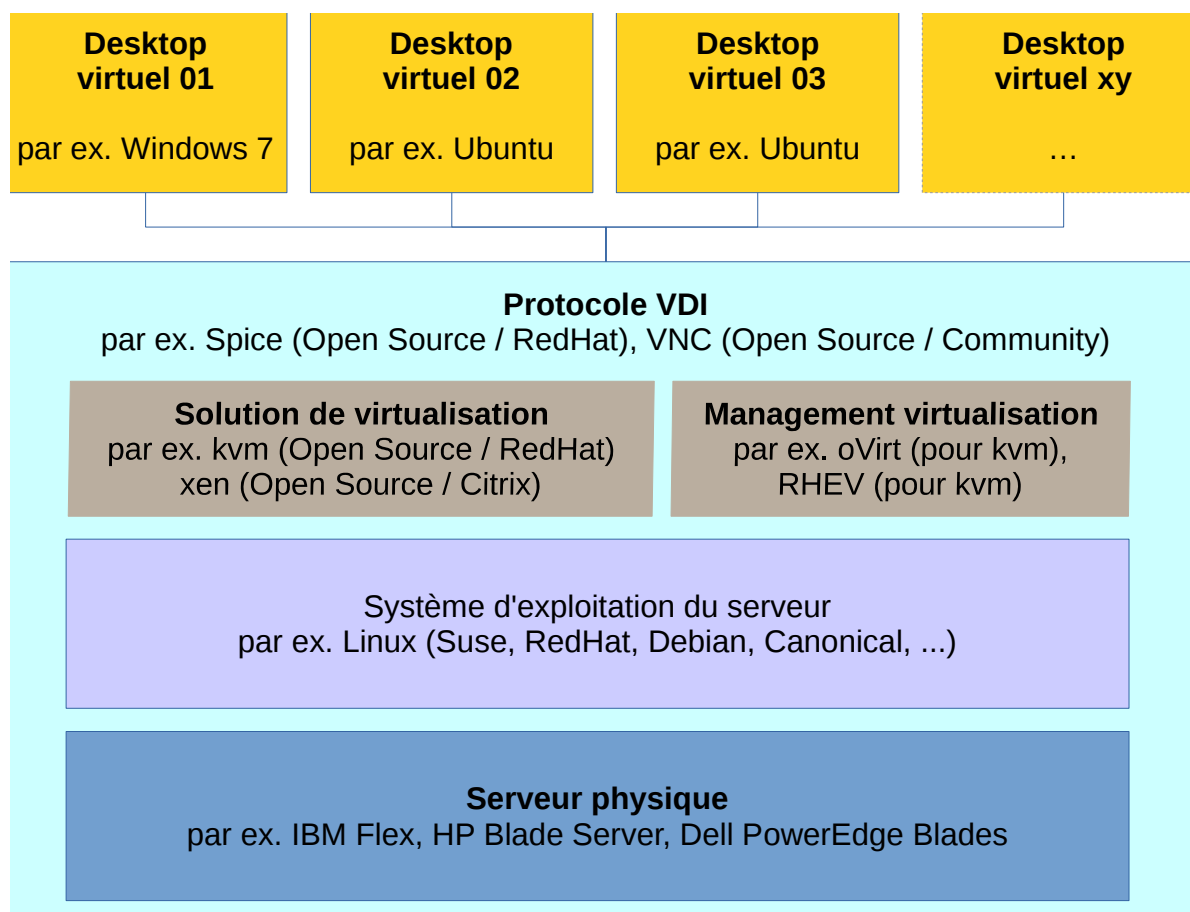 Desktop
virtuel 01
par ex. Windows 7
Desktop
virtuel 02
par ex. Ubuntu
Desktop
virtuel 03
par ex. Ubuntu
Desktop
virtuel xy
…
Protocole VDI
par ex. Spice (Open Source / RedHat), VNC (Open Source / Community)
Solution de virtualisation
par ex. kvm (Open Source / RedHat)
xen (Open Source / Citrix)
Management virtualisation
par ex. oVirt (pour kvm),
RHEV (pour kvm)
Système d'exploitation du serveur
par ex. Linux (Suse, RedHat, Debian, Canonical, ...)
Serveur physique
par ex. IBM Flex, HP Blade Server, Dell PowerEdge Blades